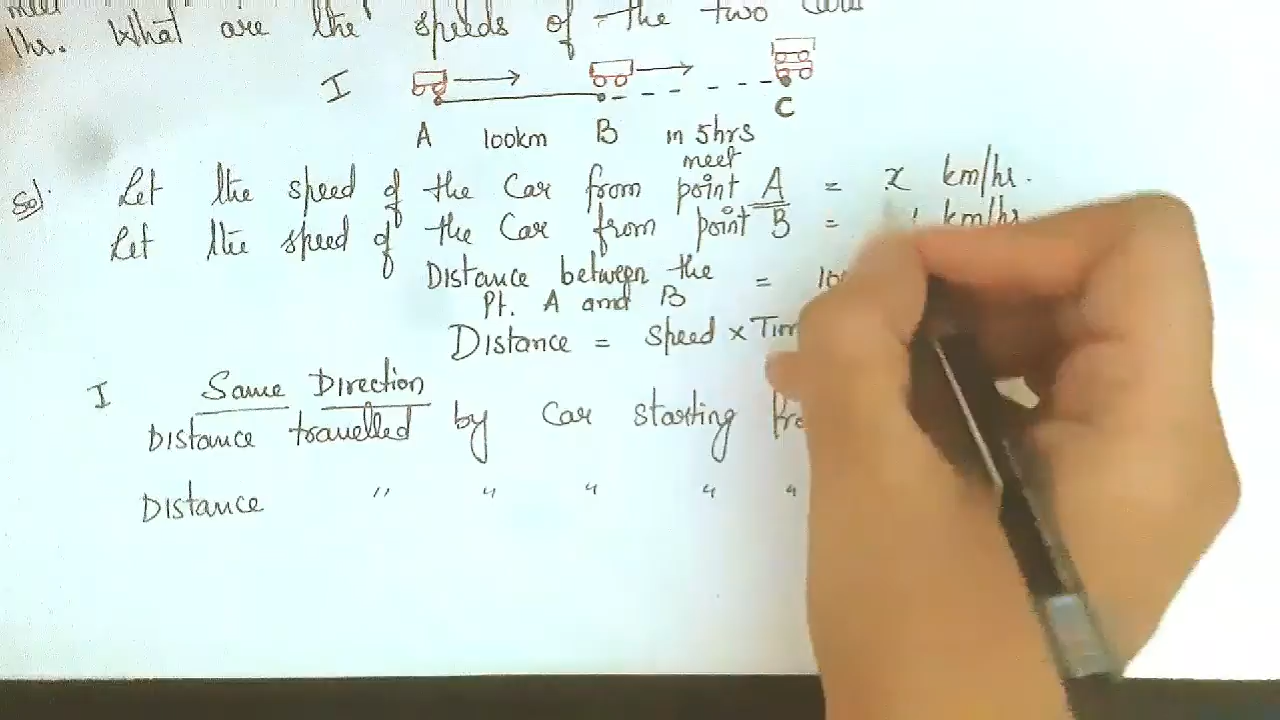 meet
1hr. What are the speeds of the two
I
A 100km B in 5hrs C
meet
Sol. Let the speed of the Car from point A = x km/hr.
Let the speed of the Car from point B = km/hr
Distance between the =
Pt. A and B
Distance = Speed ×
I Same Direction
Distance travelled by Car starting
Distance " " " " "